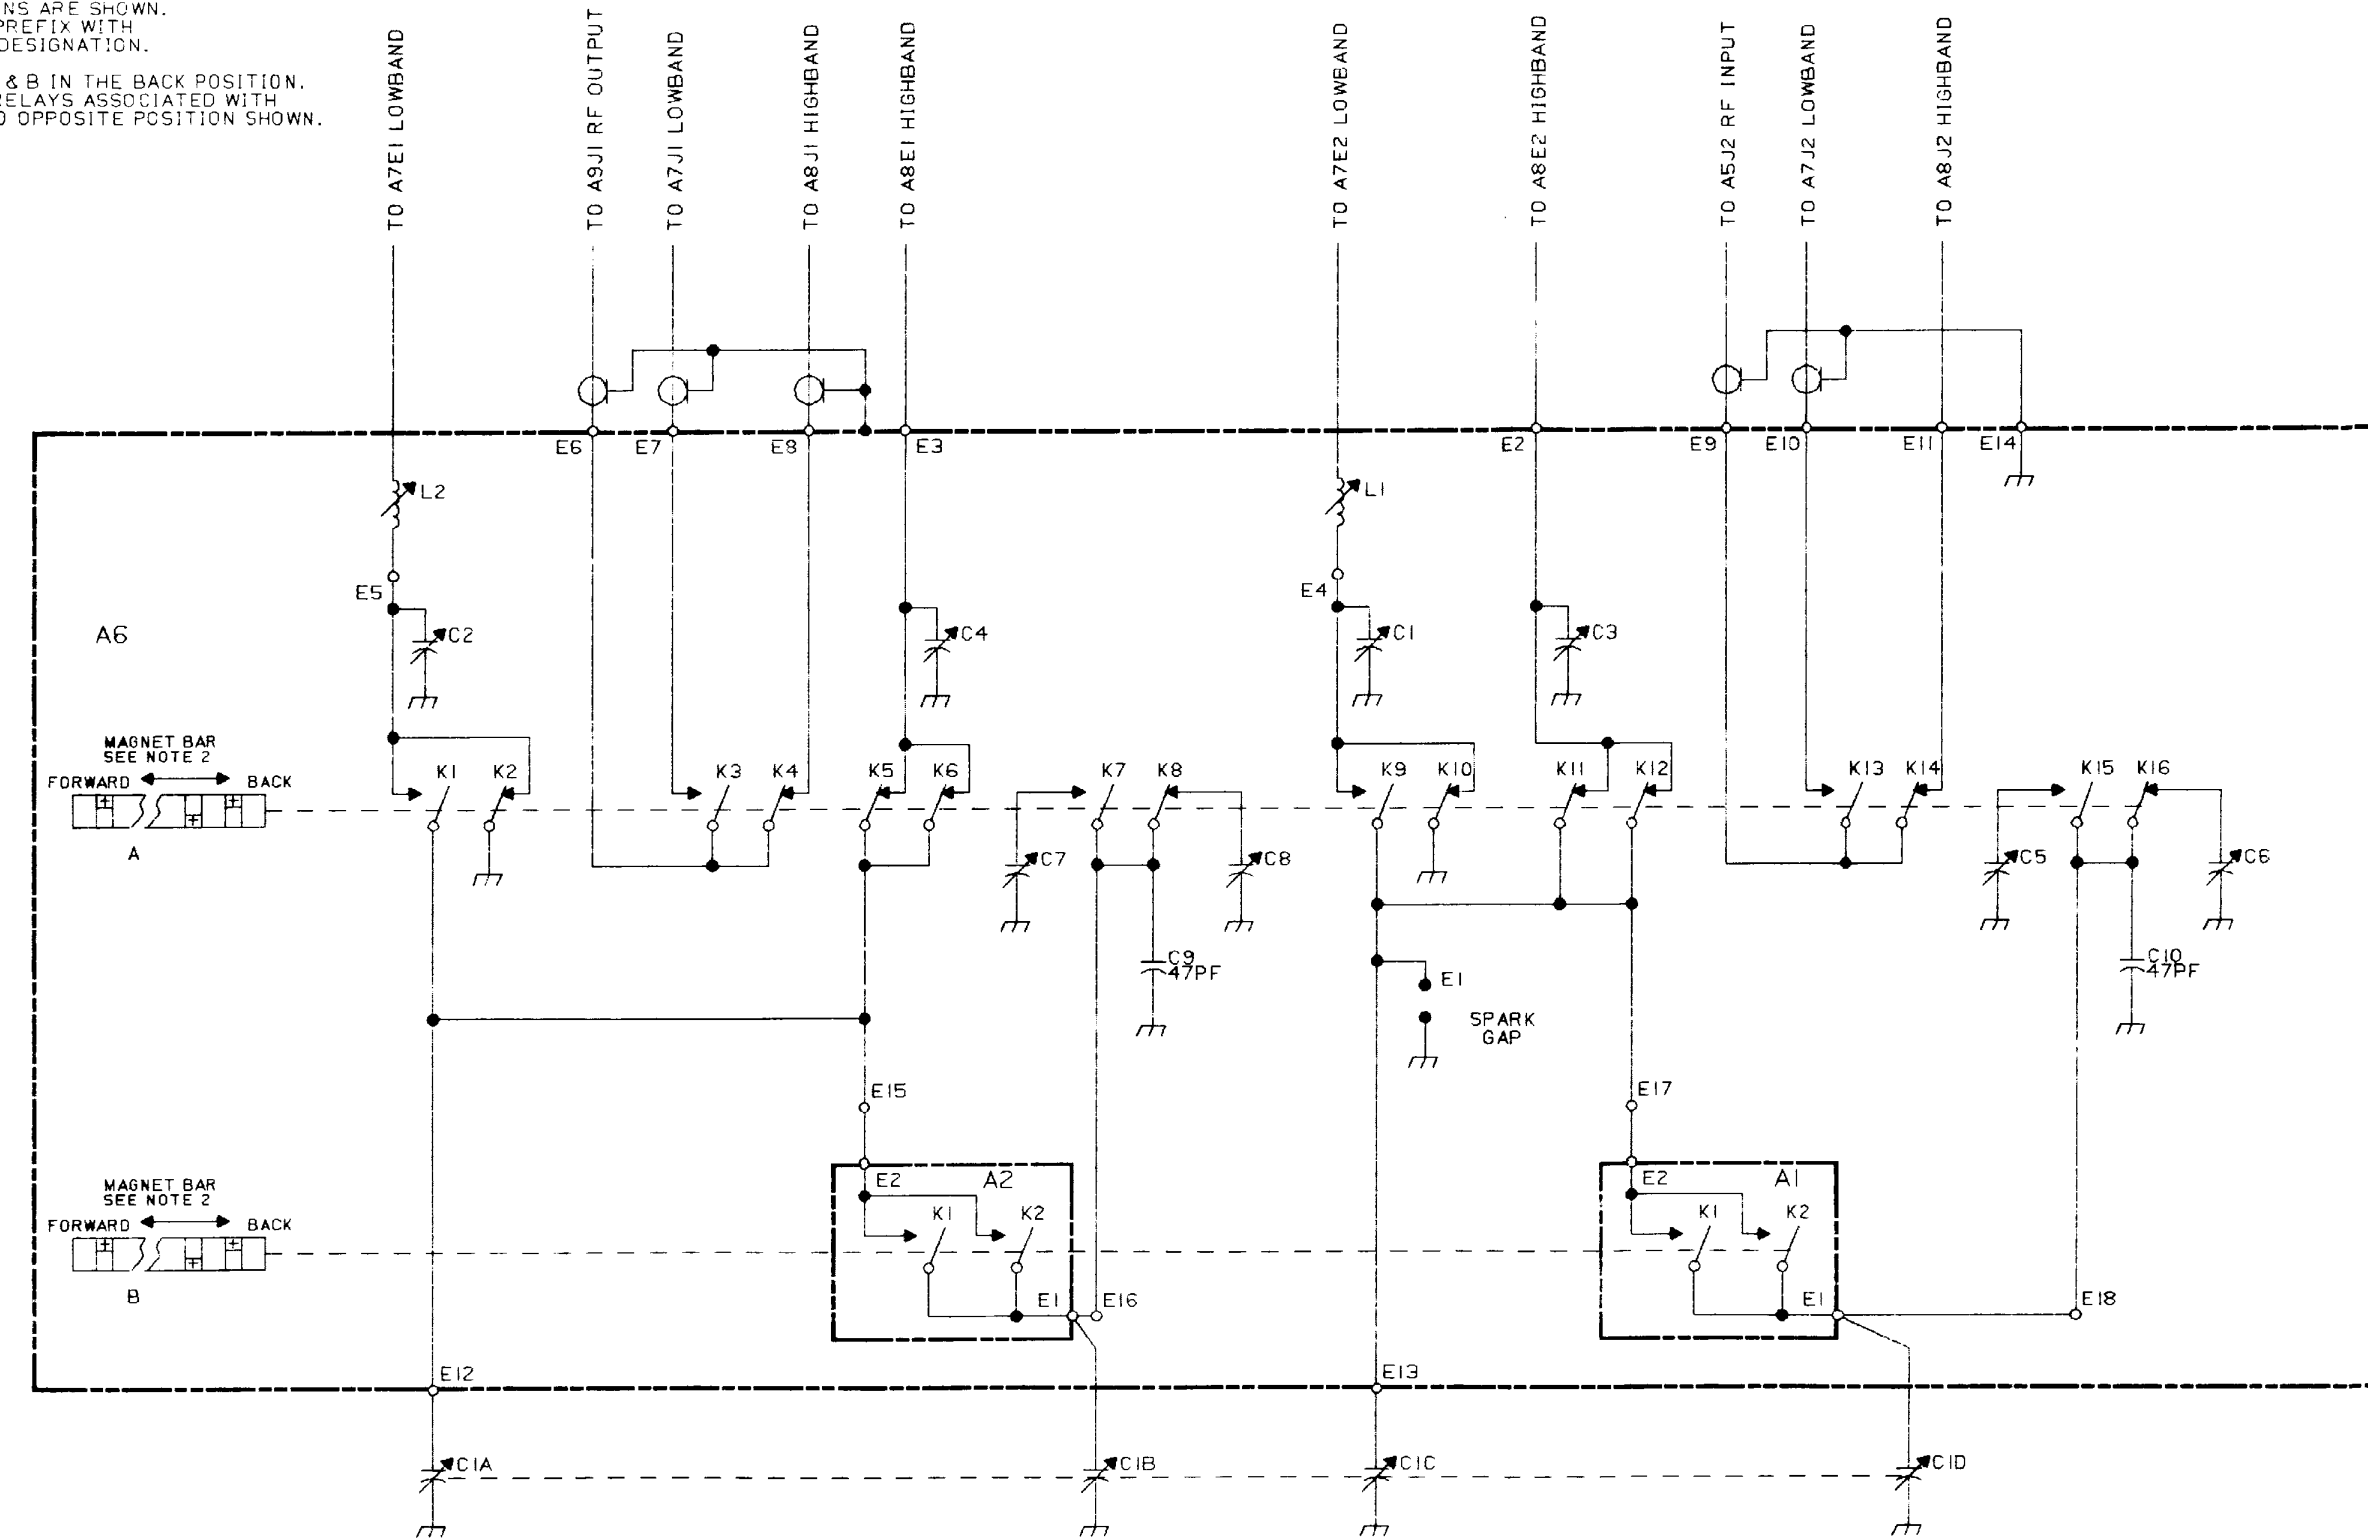 NS ARE SHOWN.
PREFIX WITH
DESIGNATION.
& B IN THE BACK POSITION.
RELAYS ASSOCIATED WITH
O OPPOSITE POSITION SHOWN.
TO A7E1 LOWBAND
TO A9J1 RF OUTPUT
TO A7J1 LOWBAND
TO A8J1 HIGHBAND
TO A8E1 HIGHBAND
TO A7E2 LOWBAND
TO A8E2 HIGHBAND
TO A5J2 RF INPUT
TO A7J2 LOWBAND
TO A8J2 HIGHBAND
E6
E7
E8
E3
E2
E9
E10
E11
E14
L2
L1
E5
E4
A6
C2
C4
C1
C3
MAGNET BAR
SEE NOTE 2
FORWARD
BACK
A
K1
K2
K3
K4
K5
K6
K7
K8
K9
K10
K11
K12
K13
K14
K15
K16
C7
C8
C5
C6
C9
47PF
E1
SPARK
GAP
C10
47PF
E15
E17
MAGNET BAR
SEE NOTE 2
FORWARD
BACK
B
E2
A2
K1
K2
E1
E16
E2
A1
K1
K2
E1
E18
E12
E13
C1A
C1B
C1C
C1D